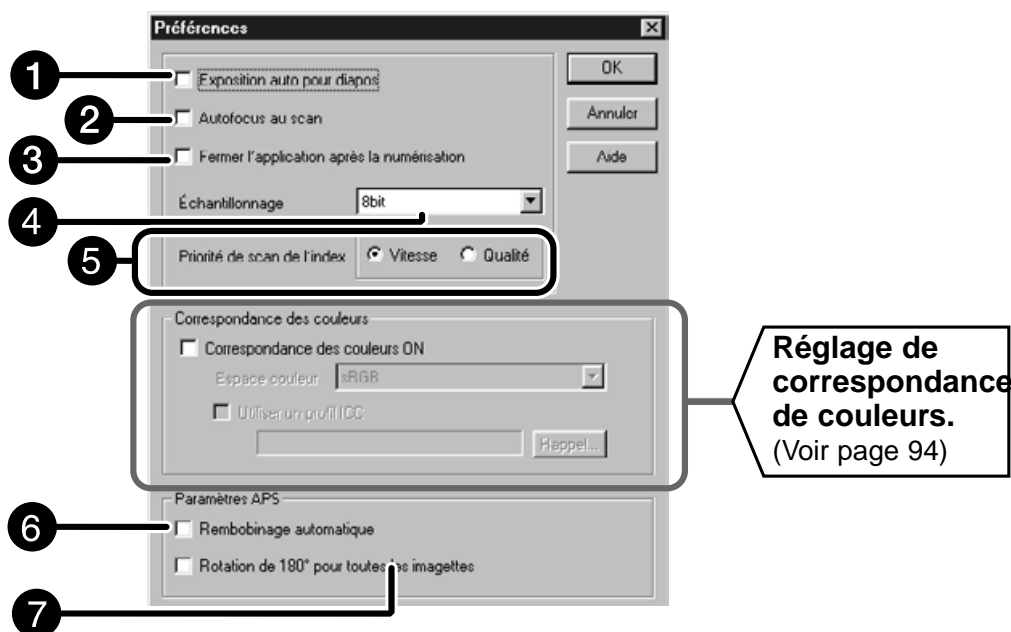 Préférences
1
Exposition auto pour diapos
OK
2
Autofocus au scan
Annuler
3
Fermer l'application après la numérisation
Aide
Échantillonnage
8bit
4
5
Priorité de scan de l'index
Vitesse
Qualité
Correspondance des couleurs
Correspondance des couleurs ON
Espace couleur
sRGB
Utiliser un profil ICC
Rappel...
Réglage de
correspondance
de couleurs.
(Voir page 94)
Paramètres APS
6
Rembobinage automatique
Rotation de 180° pour toutes les imagettes
7